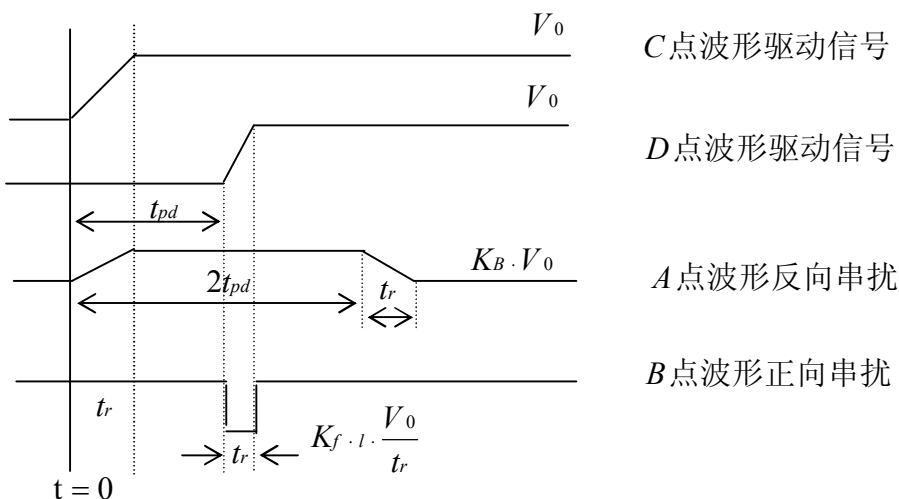 V0
C点波形驱动信号
V0
D点波形驱动信号
tpd
KB · V0
A点波形反向串扰
2tpd
tr
B点波形正向串扰
tr
tr
Kf · l · V0/tr
t = 0